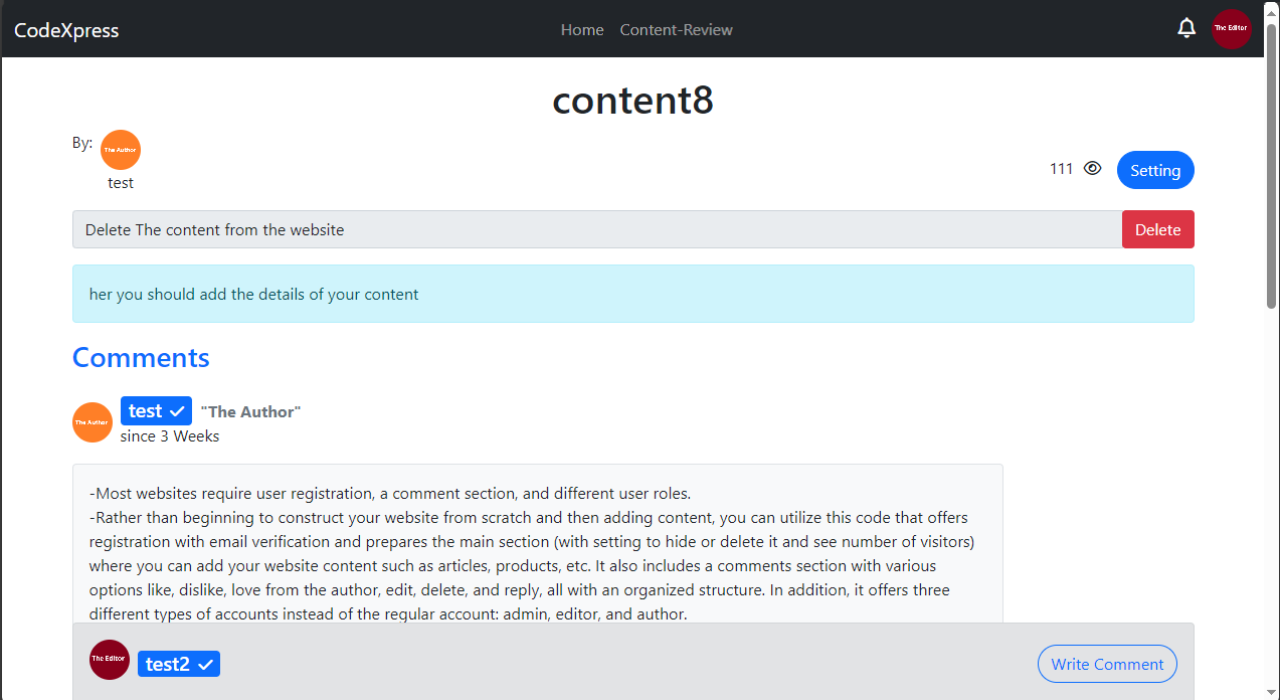 CodeXpress
Home Content-Review
The Editor
content8
By:
The Author
test
111
Setting
Delete The content from the website
Delete
her you should add the details of your content
Comments
The Author
test "The Author"
since 3 Weeks
-Most websites require user registration, a comment section, and different user roles.
-Rather than beginning to construct your website from scratch and then adding content, you can utilize this code that offers
registration with email verification and prepares the main section (with setting to hide or delete it and see number of visitors)
where you can add your website content such as articles, products, etc. It also includes a comments section with various
options like, dislike, love from the author, edit, delete, and reply, all with an organized structure. In addition, it offers three
different types of accounts instead of the regular account: admin, editor, and author.
The Editor
test2
Write Comment